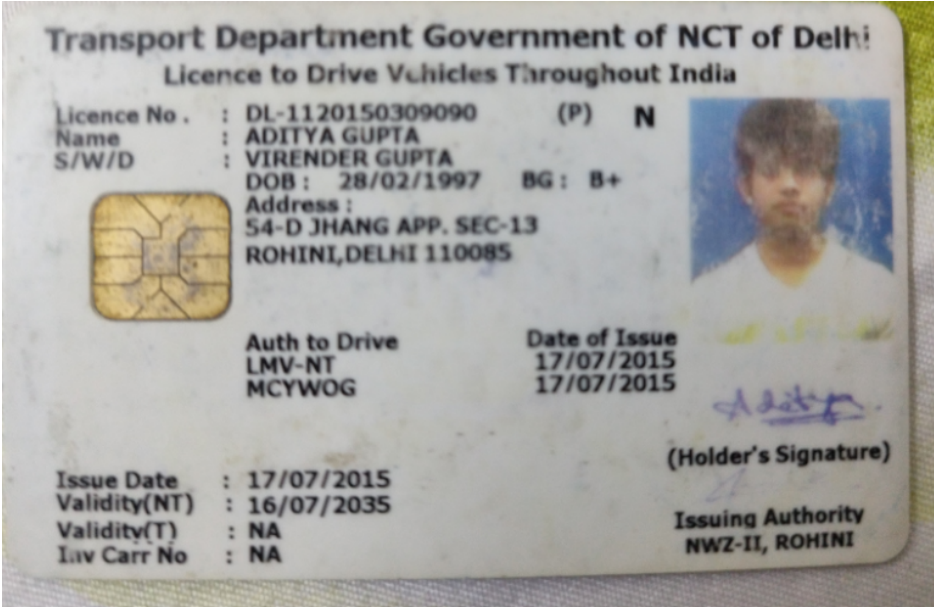 Transport Department Government of NCT of Delhi
Licence to Drive Vehicles Throughout India
Licence No. : DL-1120150309090 (P) N
Name : ADITYA GUPTA
S/W/D : VIRENDER GUPTA
DOB : 28/02/1997 BG : B+
Address :
54-D JHANG APP. SEC-13
ROHINI,DELHI 110085
Auth to Drive Date of Issue
LMV-NT 17/07/2015
MCYWOG 17/07/2015
Aditya
(Holder's Signature)
Issue Date : 17/07/2015
Validity(NT) : 16/07/2035
Validity(T) : NA
Inv Carr No : NA
Issuing Authority
NWZ-II, ROHINI